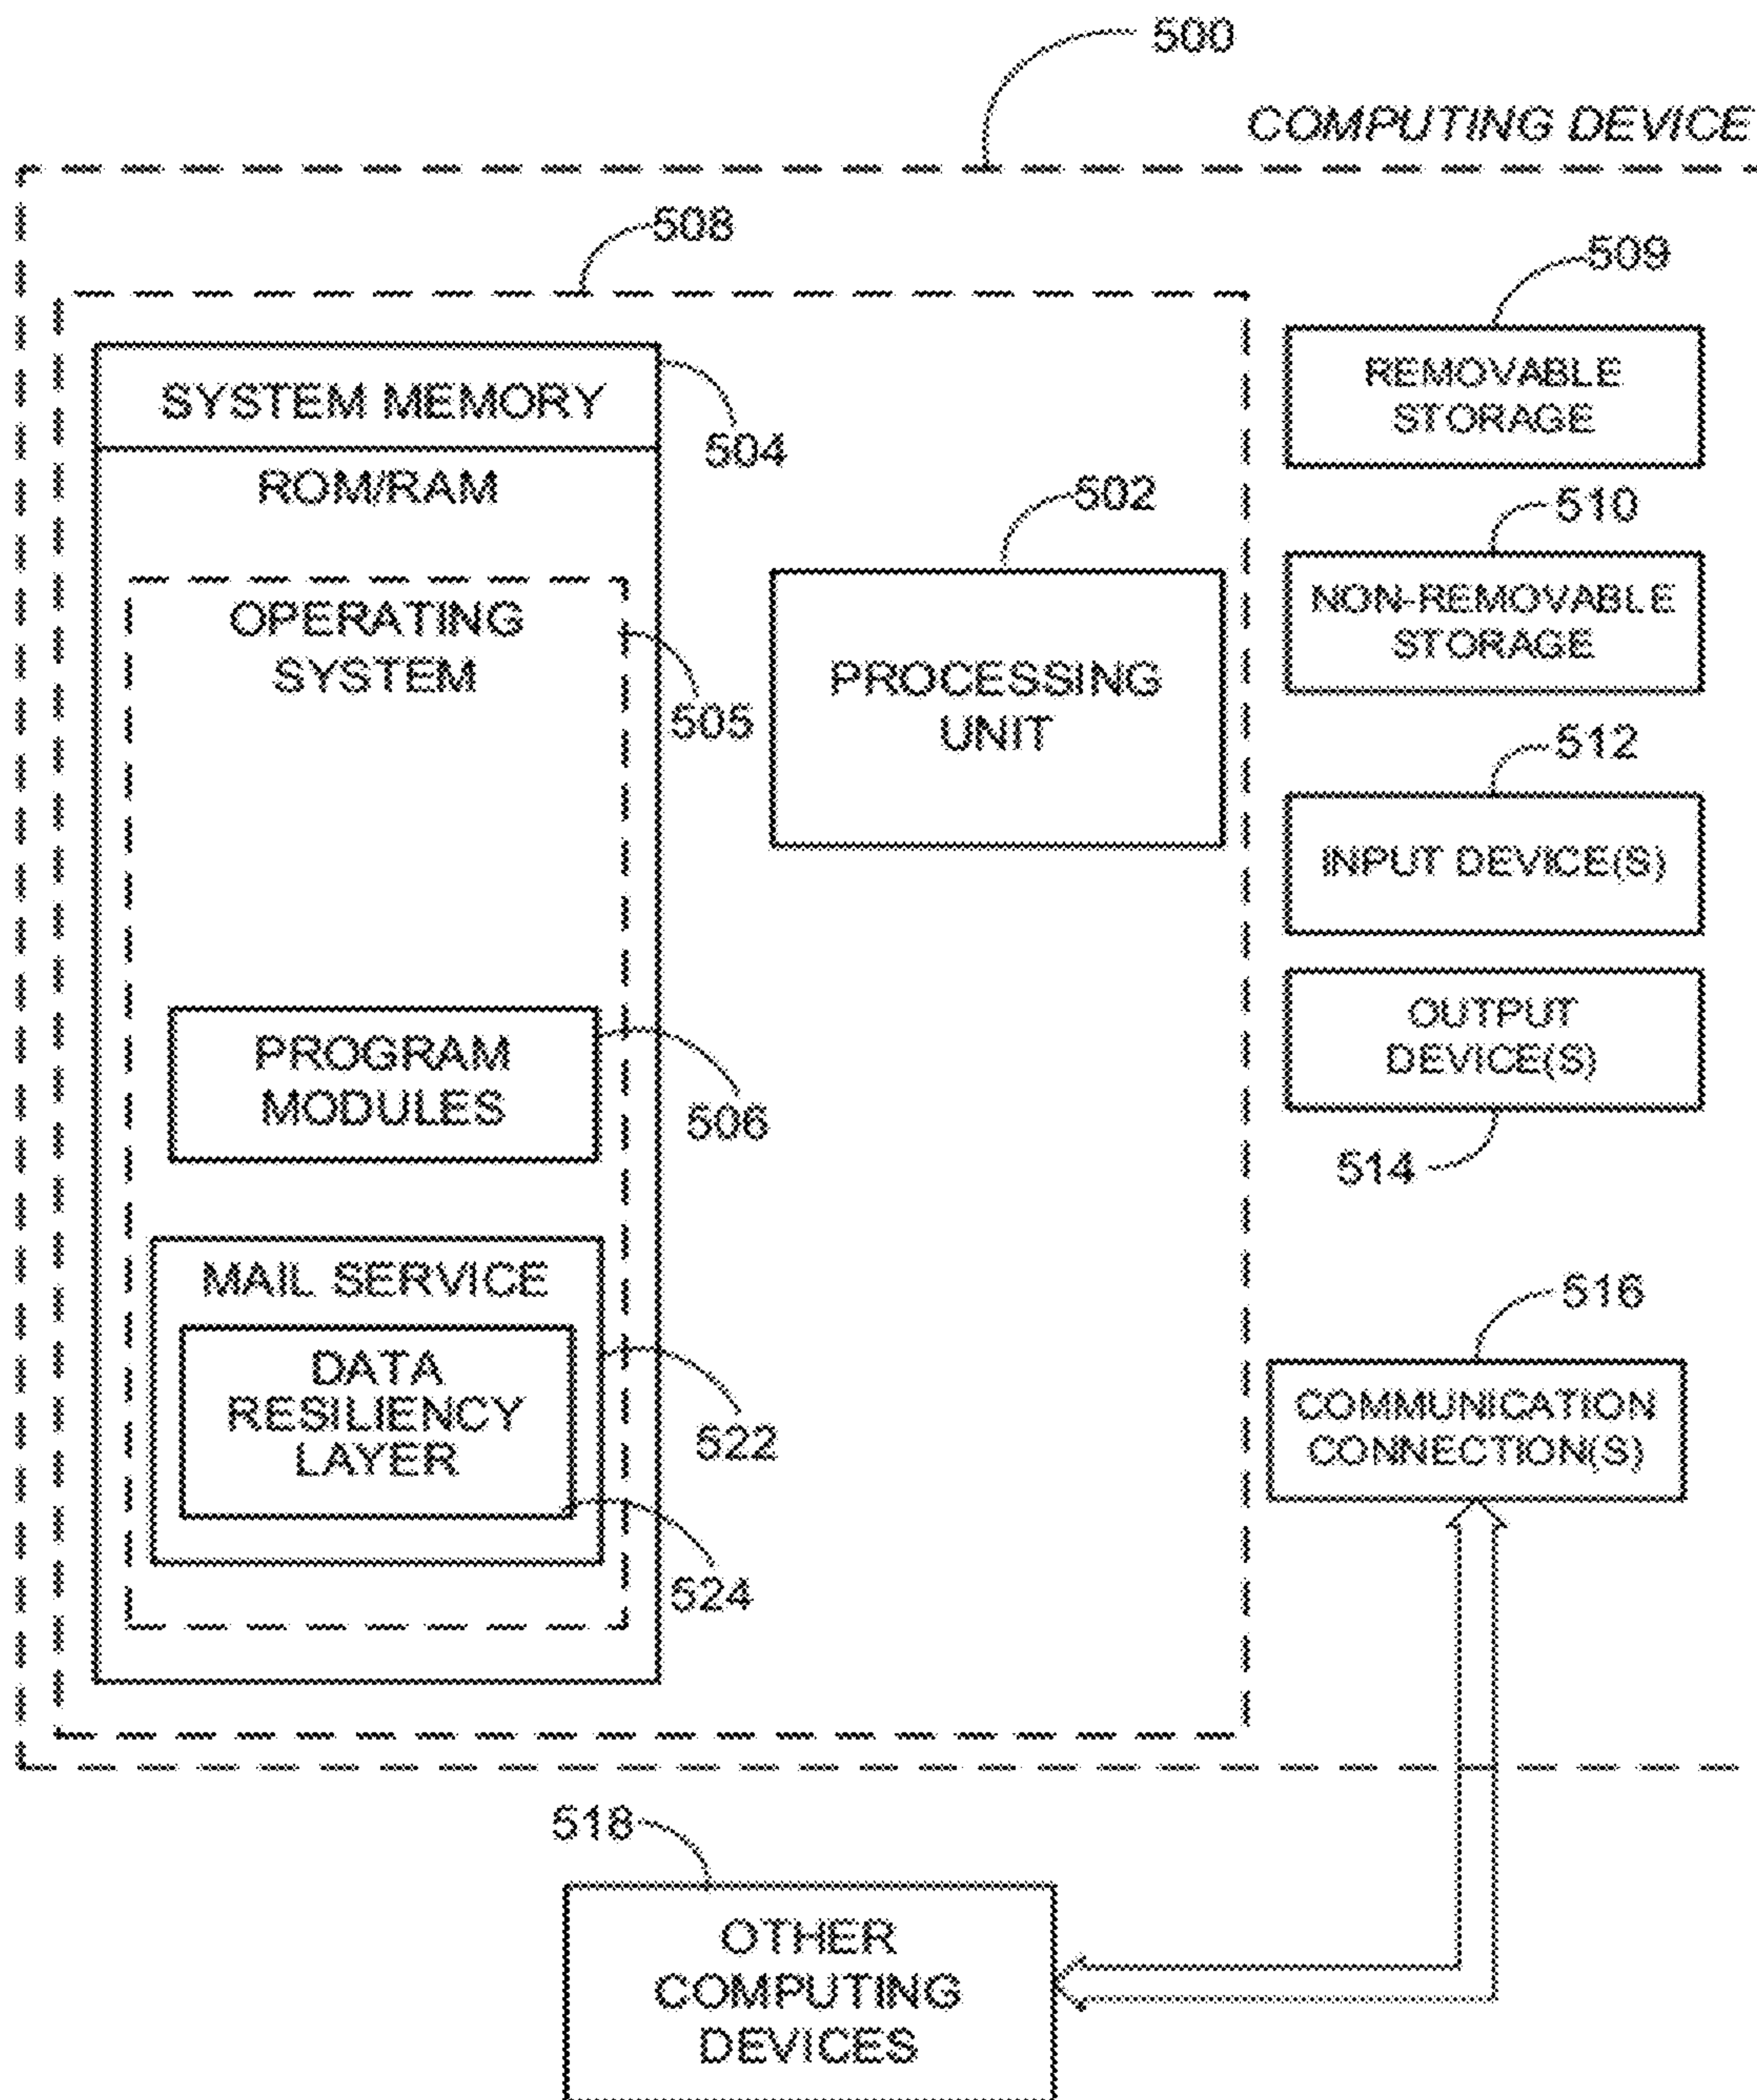 500
COMPUTING DEVICE
508
509
SYSTEM MEMORY
504
REMOVABLE
STORAGE
ROM/RAM
502
510
OPERATING
SYSTEM
505
PROCESSING
UNIT
NON-REMOVABLE
STORAGE
512
INPUT DEVICE(S)
OUTPUT
DEVICE(S)
514
PROGRAM
MODULES
506
MAIL SERVICE
516
DATA
RESILIENCY
LAYER
522
COMMUNICATION
CONNECTION(S)
524
518
OTHER
COMPUTING
DEVICES